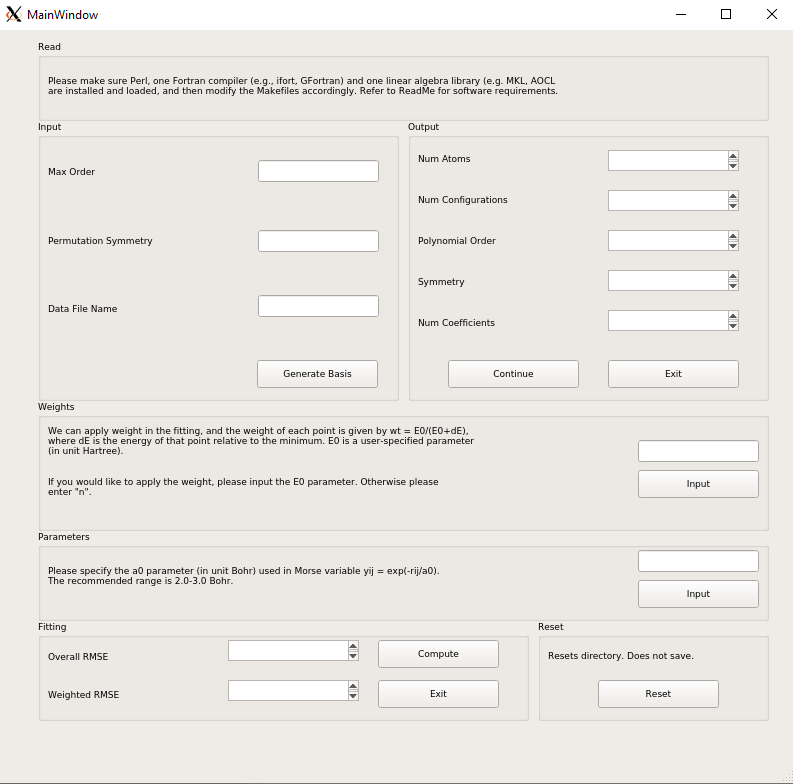 MainWindow
Read
Please make sure Perl, one Fortran compiler (e.g., ifort, GFortran) and one linear algebra library (e.g. MKL, AOCL
are installed and loaded, and then modify the Makefiles accordingly. Refer to ReadMe for software requirements.
Input
Max Order
Permutation Symmetry
Data File Name
Generate Basis
Output
Num Atoms
Num Configurations
Polynomial Order
Symmetry
Num Coefficients
Continue
Exit
Weights
We can apply weight in the fitting, and the weight of each point is given by wt = E0/(E0+dE),
where dE is the energy of that point relative to the minimum. E0 is a user-specified parameter
(in unit Hartree).
If you would like to apply the weight, please input the E0 parameter. Otherwise please
enter "n".
Input
Parameters
Please specify the a0 parameter (in unit Bohr) used in Morse variable yij = exp(-rij/a0).
The recommended range is 2.0-3.0 Bohr.
Input
Fitting
Overall RMSE
Compute
Weighted RMSE
Exit
Reset
Resets directory. Does not save.
Reset